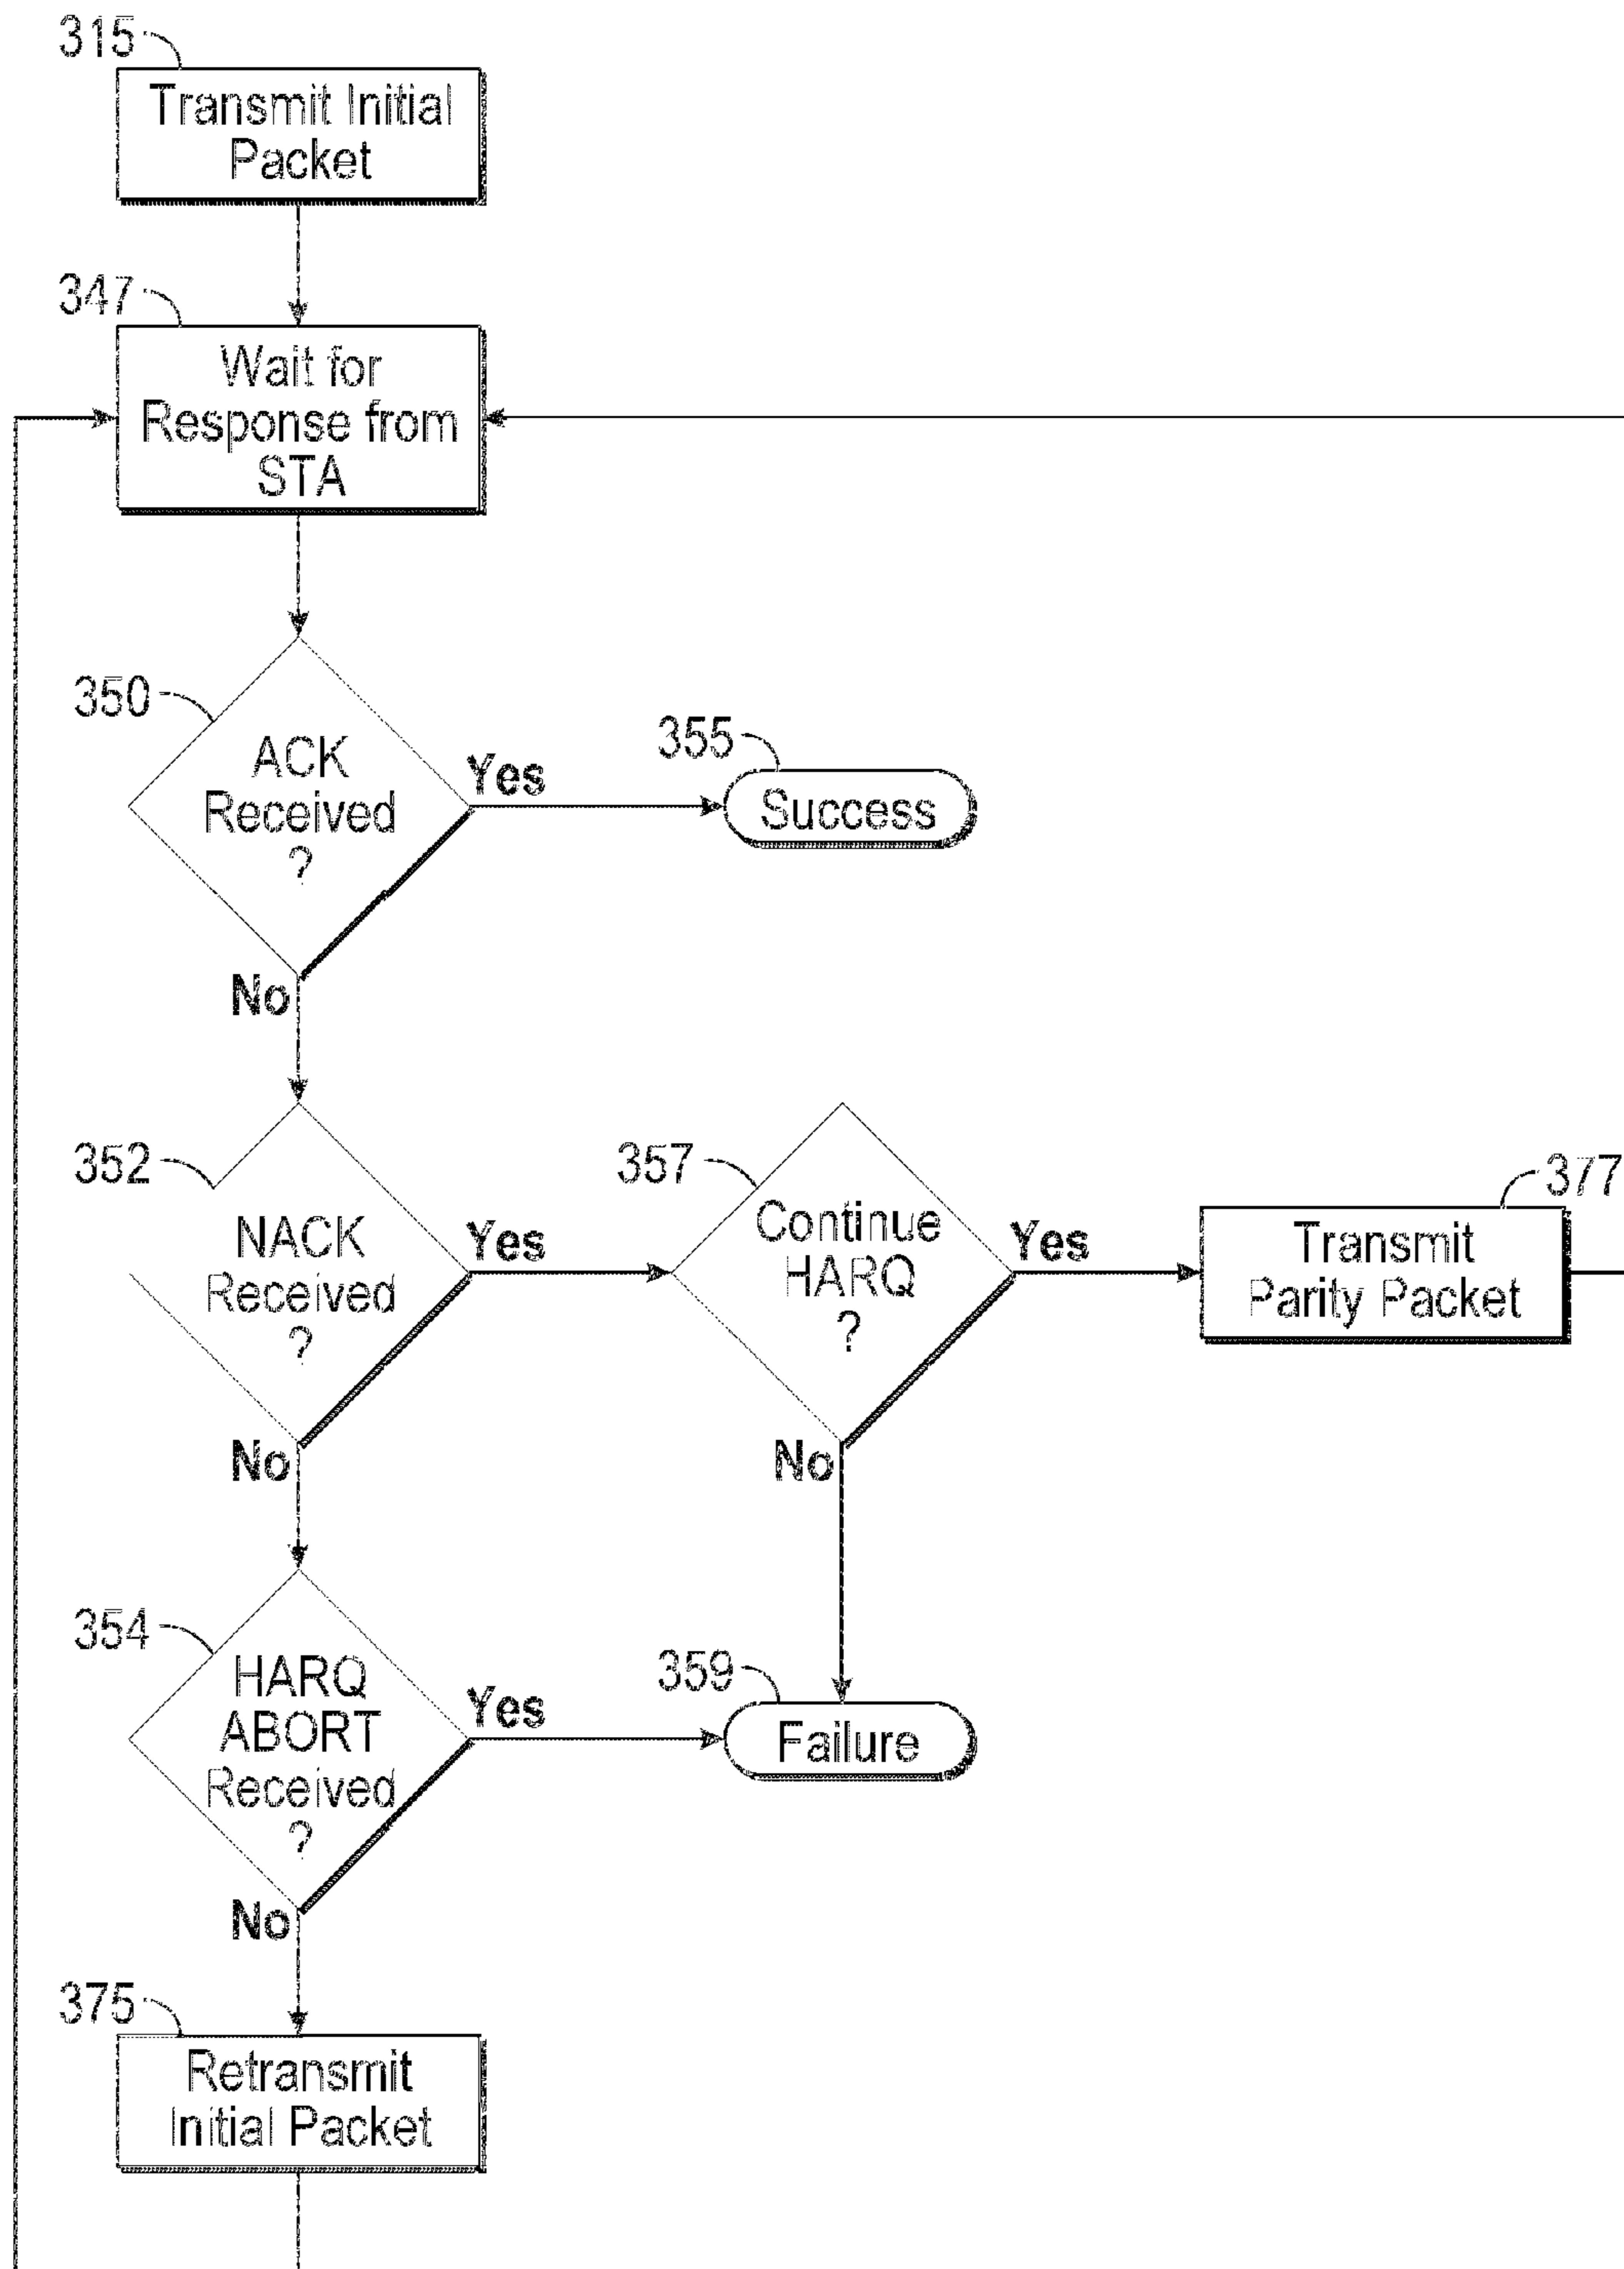 315
Transmit Initial
Packet
347
Wait for
Response from
STA
350
ACK
Received
?
Yes
355
Success
No
352
NACK
Received
?
Yes
357
Continue
HARQ
?
Yes
377
Transmit
Parity Packet
No
No
354
HARQ
ABORT
Received
?
Yes
359
Failure
No
375
Retransmit
Initial Packet